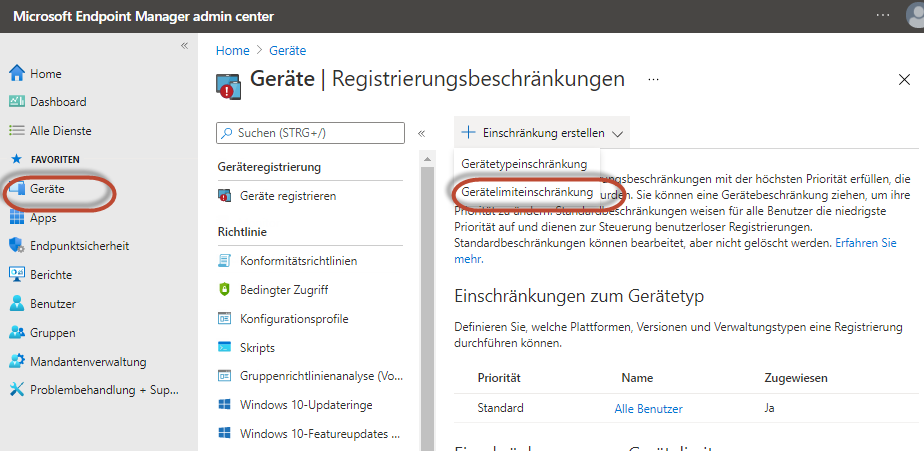 Microsoft Endpoint Manager admin center
Home
Dashboard
Alle Dienste
FAVORITEN
Geräte
Apps
Endpunktsicherheit
Berichte
Benutzer
Gruppen
Mandantenverwaltung
Problembehandlung + Sup...
Home > Geräte
Geräte | Registrierungsbeschränkungen
Suchen (STRG+/)
Geräteregistrierung
Geräte registrieren
Richtlinie
Konformitätsrichtlinien
Bedingter Zugriff
Konfigurationsprofile
Skripts
Gruppenrichtlinienanalyse (Vo...
Windows 10-Updateringe
Windows 10-Featureupdates ...
Einschränkung erstellen
Gerätetypeinschränkung
Gerätelimiteinschränkung
ngsbeschränkungen mit der höchsten Priorität erfüllen, die
urden. Sie können eine Gerätebeschränkung ziehen, um ihre
Priorität zu ändern. Standardbeschränkungen weisen für alle Benutzer die niedrigste
Priorität auf und dienen zur Steuerung benutzerloser Registrierungen.
Standardbeschränkungen können bearbeitet, aber nicht gelöscht werden. Erfahren Sie
mehr.
Einschränkungen zum Gerätetyp
Definieren Sie, welche Plattformen, Versionen und Verwaltungstypen eine Registrierung
durchführen können.
Priorität Name Zugewiesen
Standard Alle Benutzer Ja